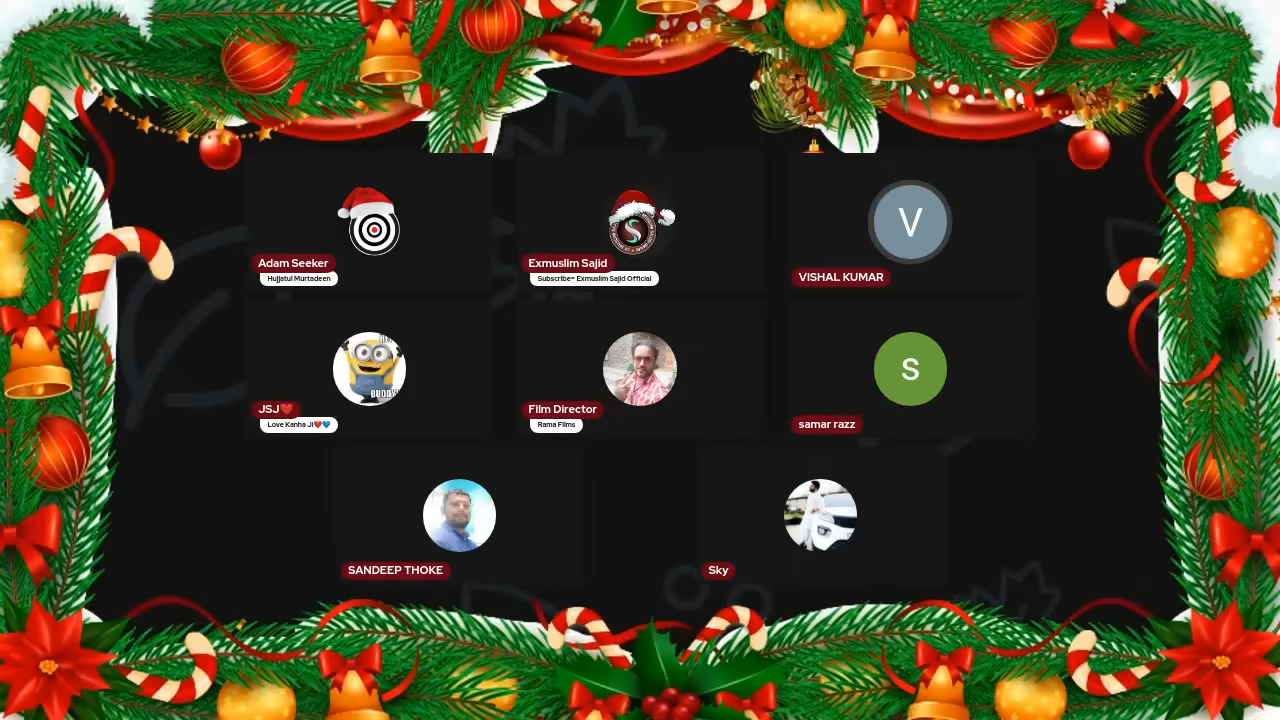 Adam Seeker
Hujjatul Murtadeen
Exmuslim Sajid
Subscribe= Exmuslim Sajid Official
V
VISHAL KUMAR
BUDDY
JSJ❤️
Love Kanha Ji❤️💙
Film Director
Rama Films
S
samar razz
SANDEEP THOKE
Sky